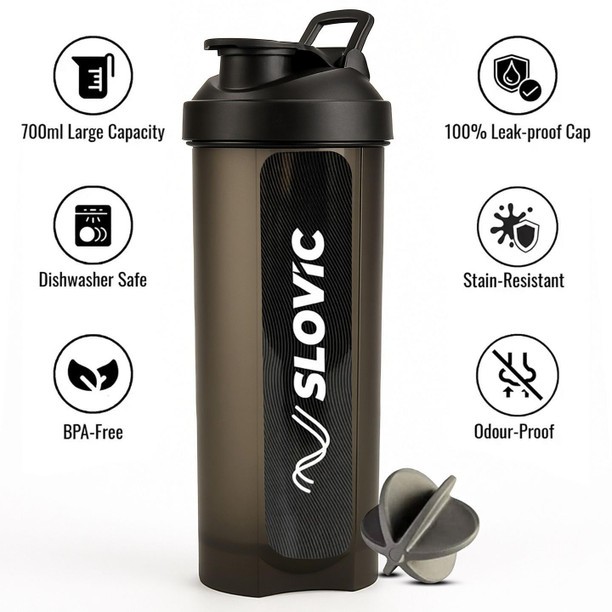 700ml Large Capacity
100% Leak-proof Cap
Dishwasher Safe
Stain-Resistant
BPA-Free
Odour-Proof
SLOVIC